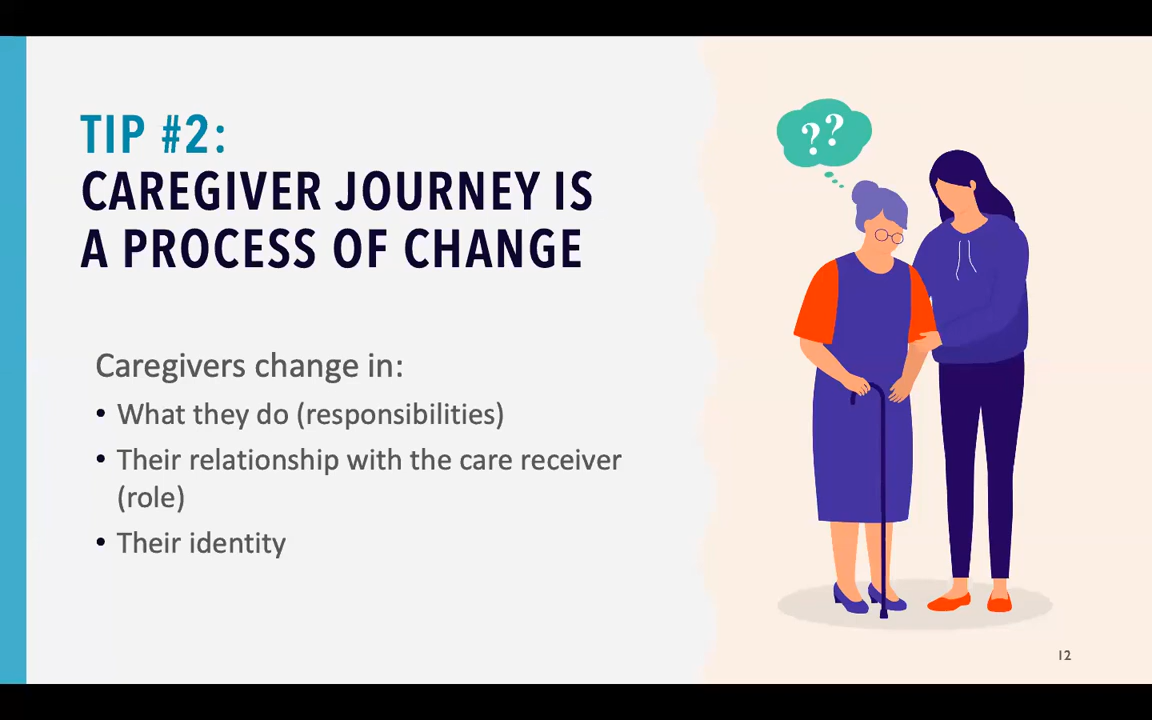 TIP #2:
CAREGIVER JOURNEY IS
A PROCESS OF CHANGE
Caregivers change in:
• What they do (responsibilities)
• Their relationship with the care receiver
(role)
• Their identity
??
12